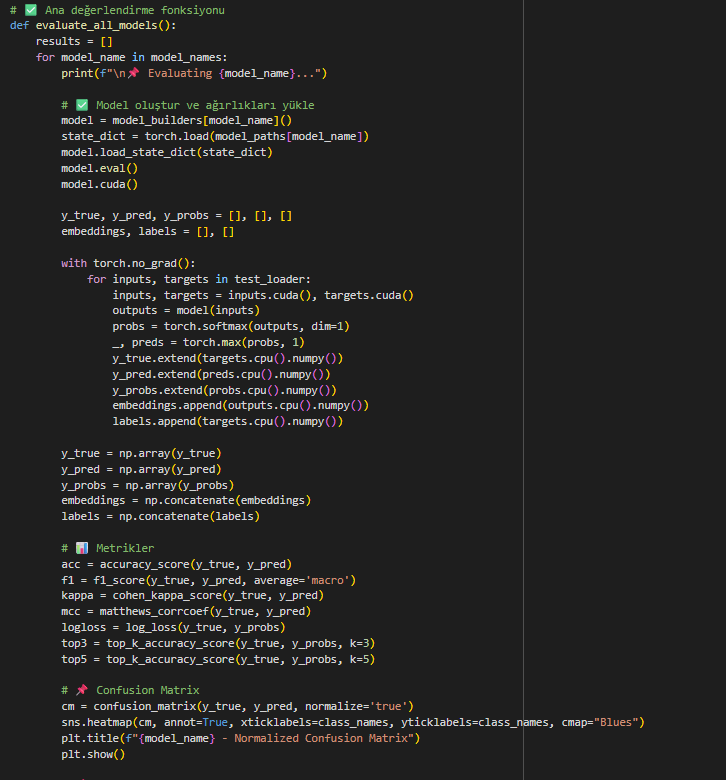 # ✅ Ana değerlendirme fonksiyonu
def evaluate_all_models():
    results = []
    for model_name in model_names:
        print(f"\n📌 Evaluating {model_name}...")

        # ✅ Model oluştur ve ağırlıkları yükle
        model = model_builders[model_name]()
        state_dict = torch.load(model_paths[model_name])
        model.load_state_dict(state_dict)
        model.eval()
        model.cuda()

        y_true, y_pred, y_probs = [], [], []
        embeddings, labels = [], []

        with torch.no_grad():
            for inputs, targets in test_loader:
                inputs, targets = inputs.cuda(), targets.cuda()
                outputs = model(inputs)
                probs = torch.softmax(outputs, dim=1)
                _, preds = torch.max(probs, 1)
                y_true.extend(targets.cpu().numpy())
                y_pred.extend(preds.cpu().numpy())
                y_probs.extend(probs.cpu().numpy())
                embeddings.append(outputs.cpu().numpy())
                labels.append(targets.cpu().numpy())

        y_true = np.array(y_true)
        y_pred = np.array(y_pred)
        y_probs = np.array(y_probs)
        embeddings = np.concatenate(embeddings)
        labels = np.concatenate(labels)

        # 📊 Metrikler
        acc = accuracy_score(y_true, y_pred)
        f1 = f1_score(y_true, y_pred, average='macro')
        kappa = cohen_kappa_score(y_true, y_pred)
        mcc = matthews_corrcoef(y_true, y_pred)
        logloss = log_loss(y_true, y_probs)
        top3 = top_k_accuracy_score(y_true, y_probs, k=3)
        top5 = top_k_accuracy_score(y_true, y_probs, k=5)

        # 📌 Confusion Matrix
        cm = confusion_matrix(y_true, y_pred, normalize='true')
        sns.heatmap(cm, annot=True, xticklabels=class_names, yticklabels=class_names, cmap="Blues")
        plt.title(f"{model_name} - Normalized Confusion Matrix")
        plt.show()